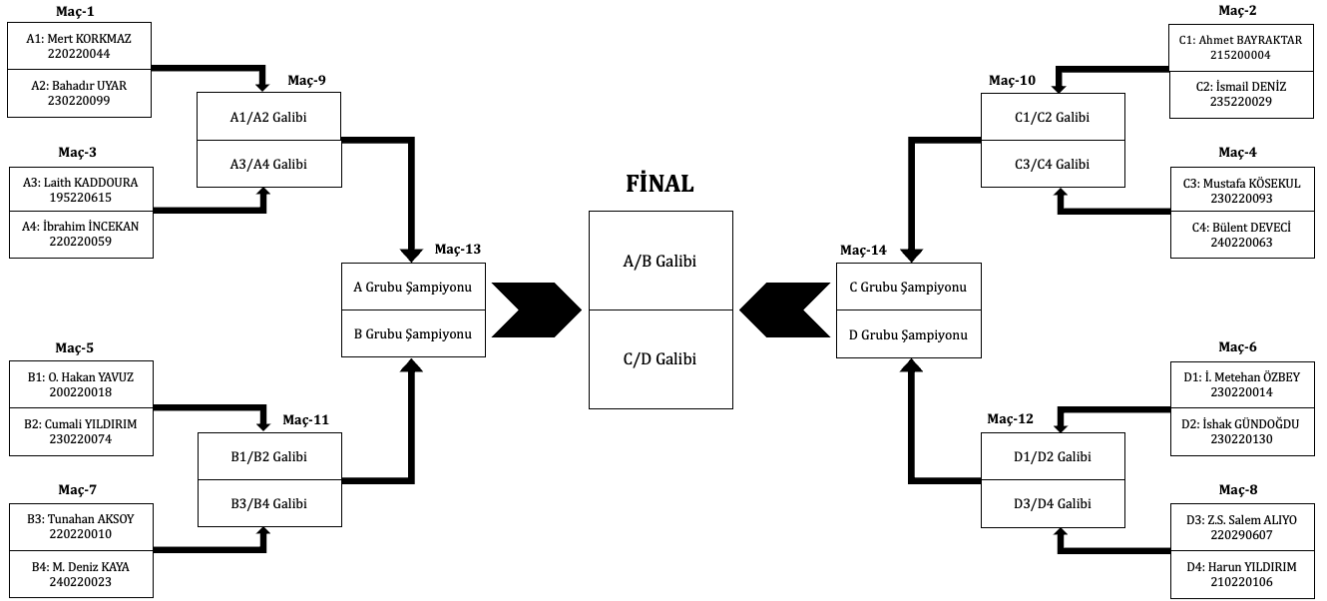 Maç-1
A1: Mert KORKMAZ
220220044
A2: Bahadır UYAR
230220099
Maç-9
A1/A2 Galibi
A3/A4 Galibi
Maç-3
A3: Laith KADDOURA
195220615
A4: İbrahim İNCEKAN
220220059
Maç-13
A Grubu Şampiyonu
B Grubu Şampiyonu
Maç-5
B1: O. Hakan YAVUZ
200220018
B2: Cumali YILDIRIM
230220074
Maç-11
B1/B2 Galibi
B3/B4 Galibi
Maç-7
B3: Tunahan AKSOY
220220010
B4: M. Deniz KAYA
240220023
FİNAL
A/B Galibi
C/D Galibi
Maç-2
C1: Ahmet BAYRAKTAR
215200004
C2: İsmail DENİZ
235220029
Maç-10
C1/C2 Galibi
C3/C4 Galibi
Maç-4
C3: Mustafa KÖSEKUL
230220093
C4: Bülent DEVECİ
240220063
Maç-14
C Grubu Şampiyonu
D Grubu Şampiyonu
Maç-6
D1: İ. Metehan ÖZBEY
230220014
D2: İshak GÜNDOĞDU
230220130
Maç-12
D1/D2 Galibi
D3/D4 Galibi
Maç-8
D3: Z.S. Salem ALIYO
220290607
D4: Harun YILDIRIM
210220106